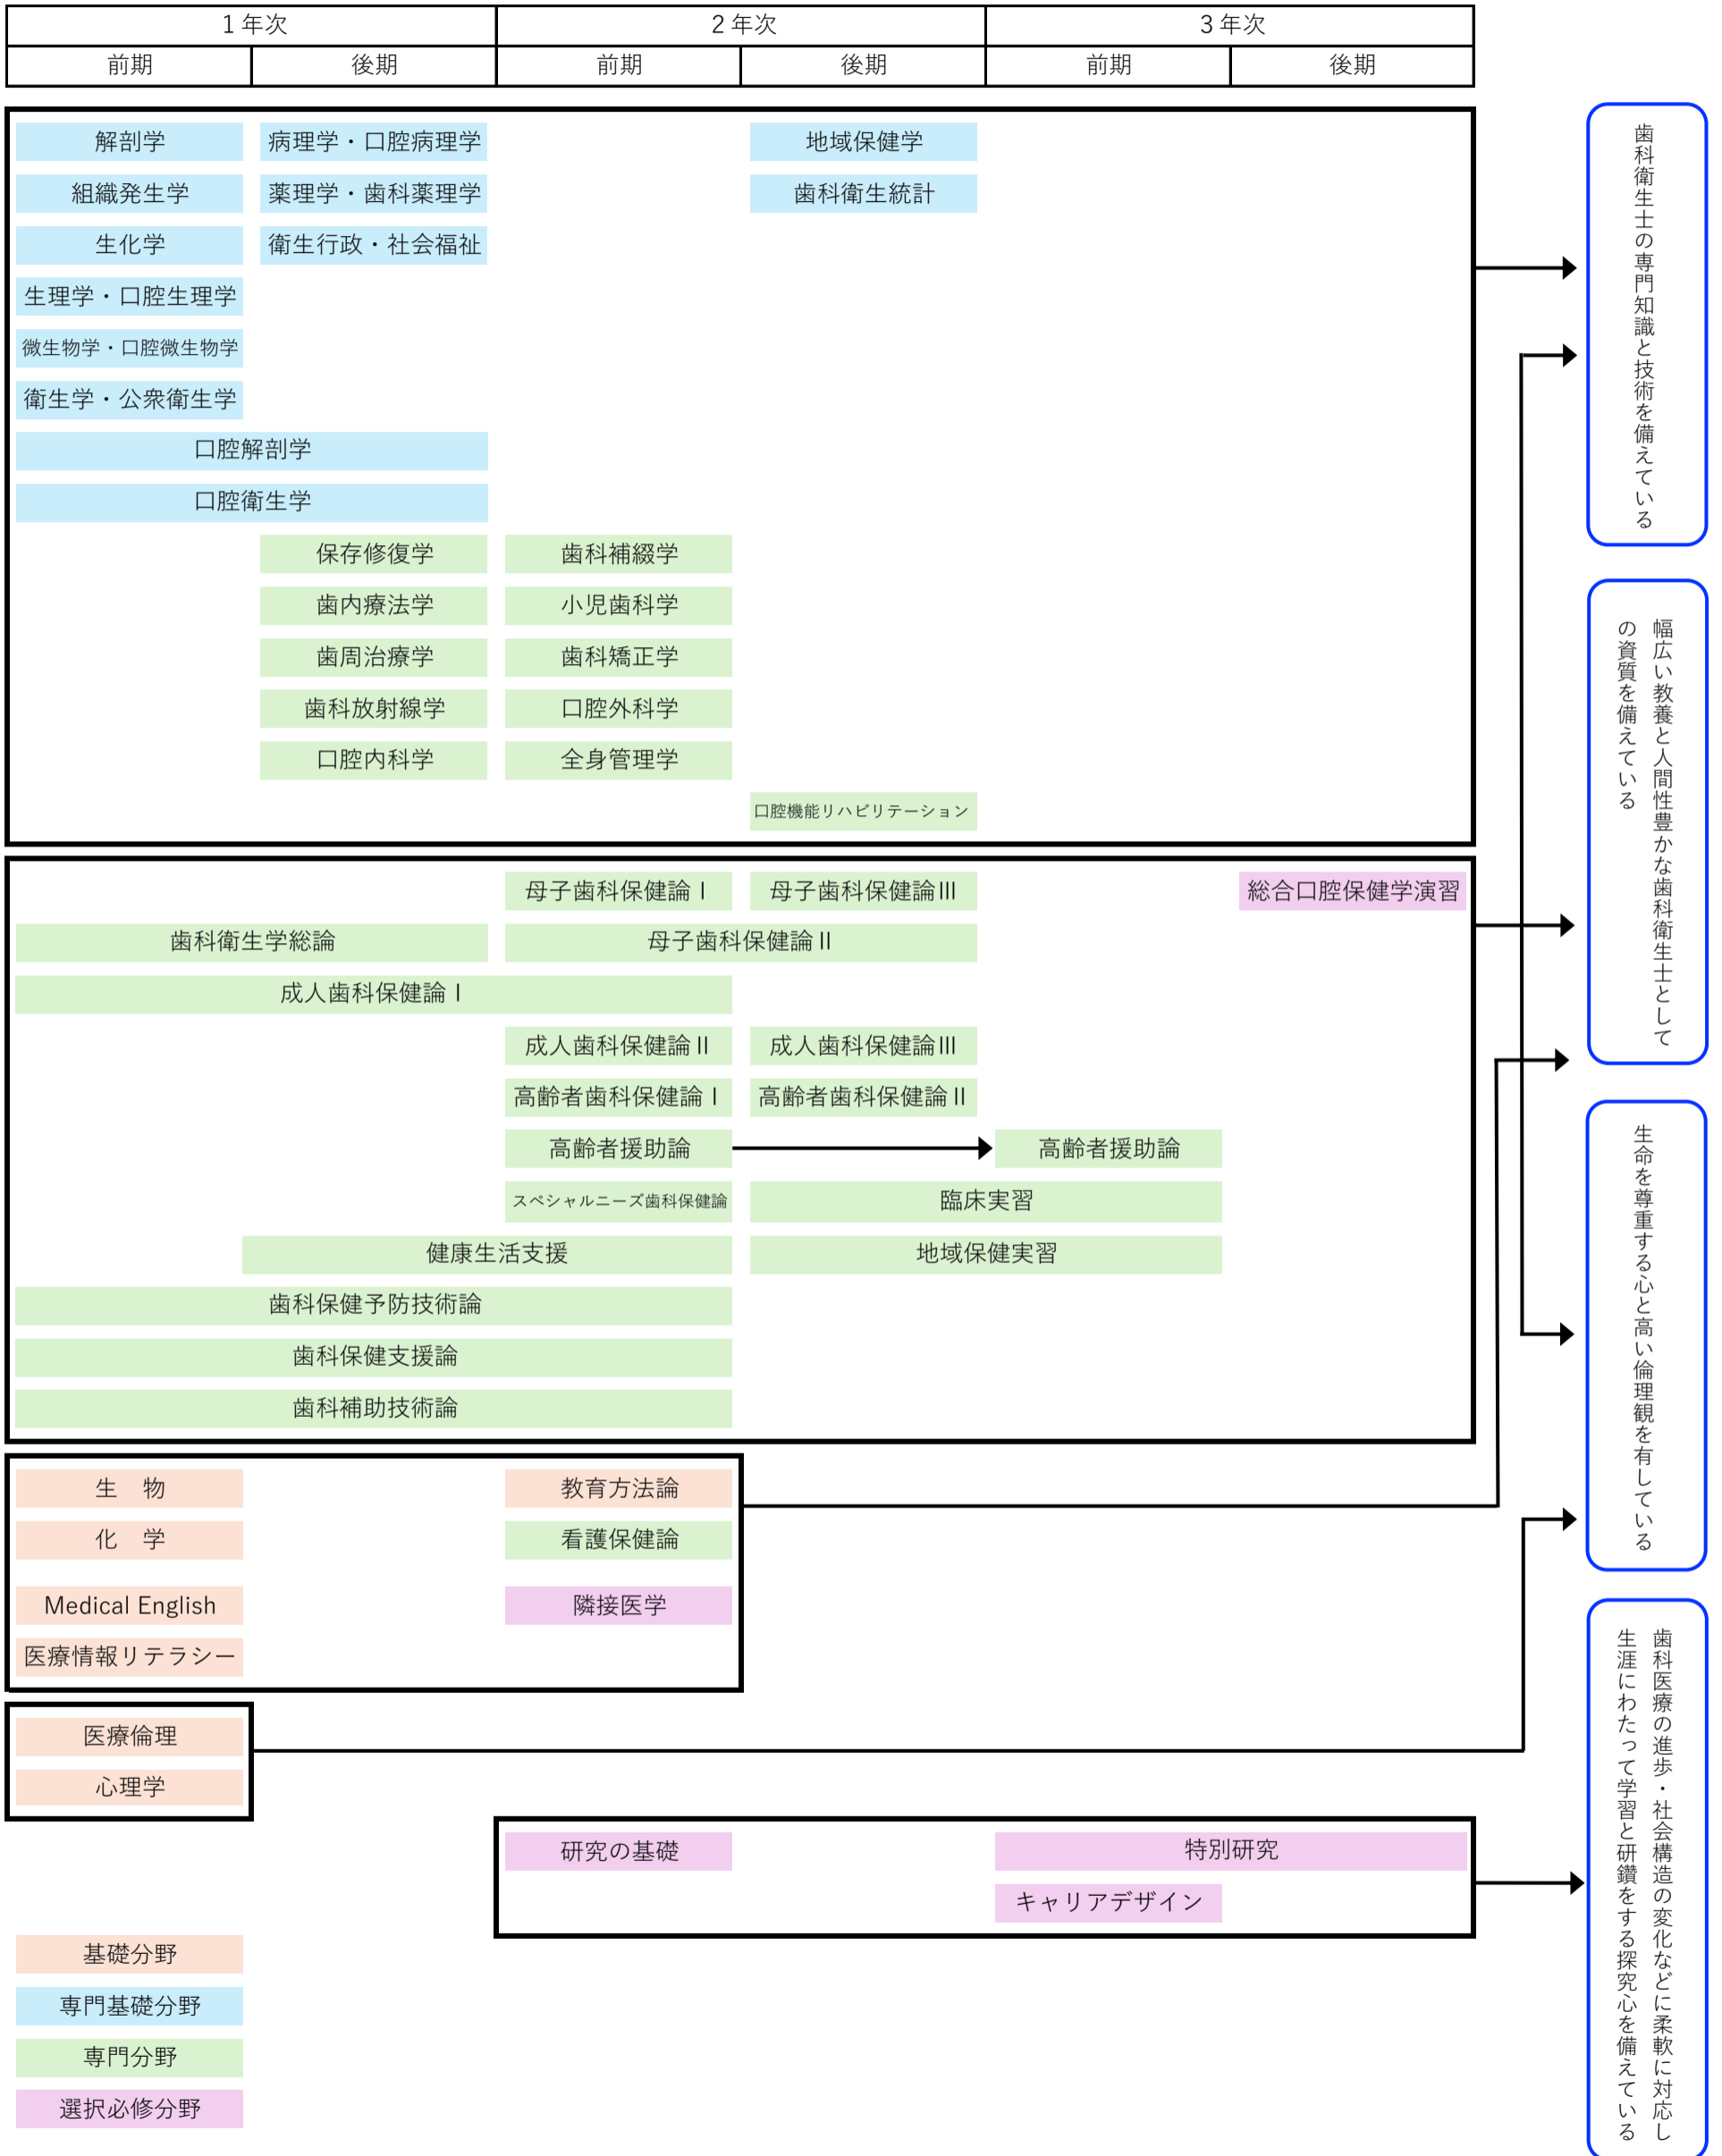 1年次 2年次 3年次
前期 後期 前期 後期 前期 後期
解剖学 病理学・口腔病理学 地域保健学
組織発生学 薬理学・歯科薬理学 歯科衛生統計
生化学 衛生行政・社会福祉
生理学・口腔生理学
微生物学・口腔微生物学
衛生学・公衆衛生学
口腔解剖学
口腔衛生学
保存修復学 歯科補綴学
歯内療法学 小児歯科学
歯周治療学 歯科矯正学
歯科放射線学 口腔外科学
口腔内科学 全身管理学
口腔機能リハビリテーション
母子歯科保健論Ⅰ 母子歯科保健論Ⅲ 総合口腔保健学演習
歯科衛生学総論 母子歯科保健論Ⅱ
成人歯科保健論Ⅰ
成人歯科保健論Ⅱ 成人歯科保健論Ⅲ
高齢者歯科保健論Ⅰ 高齢者歯科保健論Ⅱ
高齢者援助論 高齢者援助論
スペシャルニーズ歯科保健論 臨床実習
健康生活支援 地域保健実習
歯科保健予防技術論
歯科保健支援論
歯科補助技術論
生　物 教育方法論
化　学 看護保健論
Medical English 隣接医学
医療情報リテラシー
医療倫理
心理学
研究の基礎 特別研究
キャリアデザイン
基礎分野
専門基礎分野
専門分野
選択必修分野
歯科衛生士の専門知識と技術を備えている
幅広い教養と人間性豊かな歯科衛生士として
の資質を備えている
生命を尊重する心と高い倫理観を有している
歯科医療の進歩・社会構造の変化などに柔軟に対応し
生涯にわたって学習と研鑽をする探究心を備えている